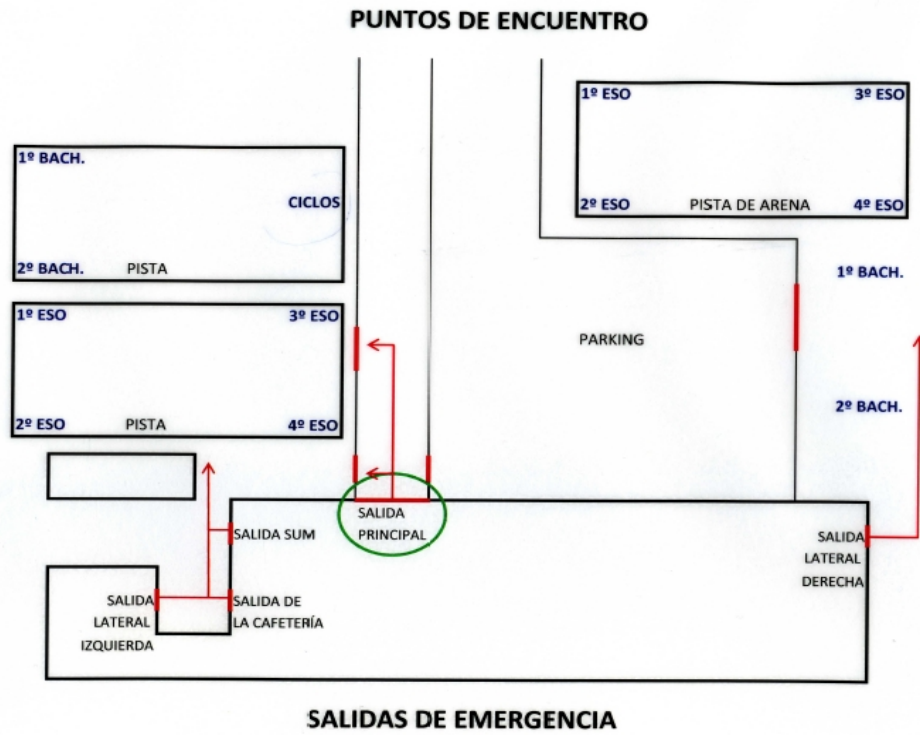 PUNTOS DE ENCUENTRO
1º ESO
3º ESO
2º ESO
PISTA DE ARENA
4º ESO
1º BACH.
CICLOS
2º BACH.
PISTA
1º ESO
3º ESO
2º ESO
PISTA
4º ESO
PARKING
1º BACH.
2º BACH.
SALIDA
PRINCIPAL
SALIDA SUM
SALIDA
LATERAL
DERECHA
SALIDA
LATERAL
IZQUIERDA
SALIDA DE
LA CAFETERÍA
SALIDAS DE EMERGENCIA